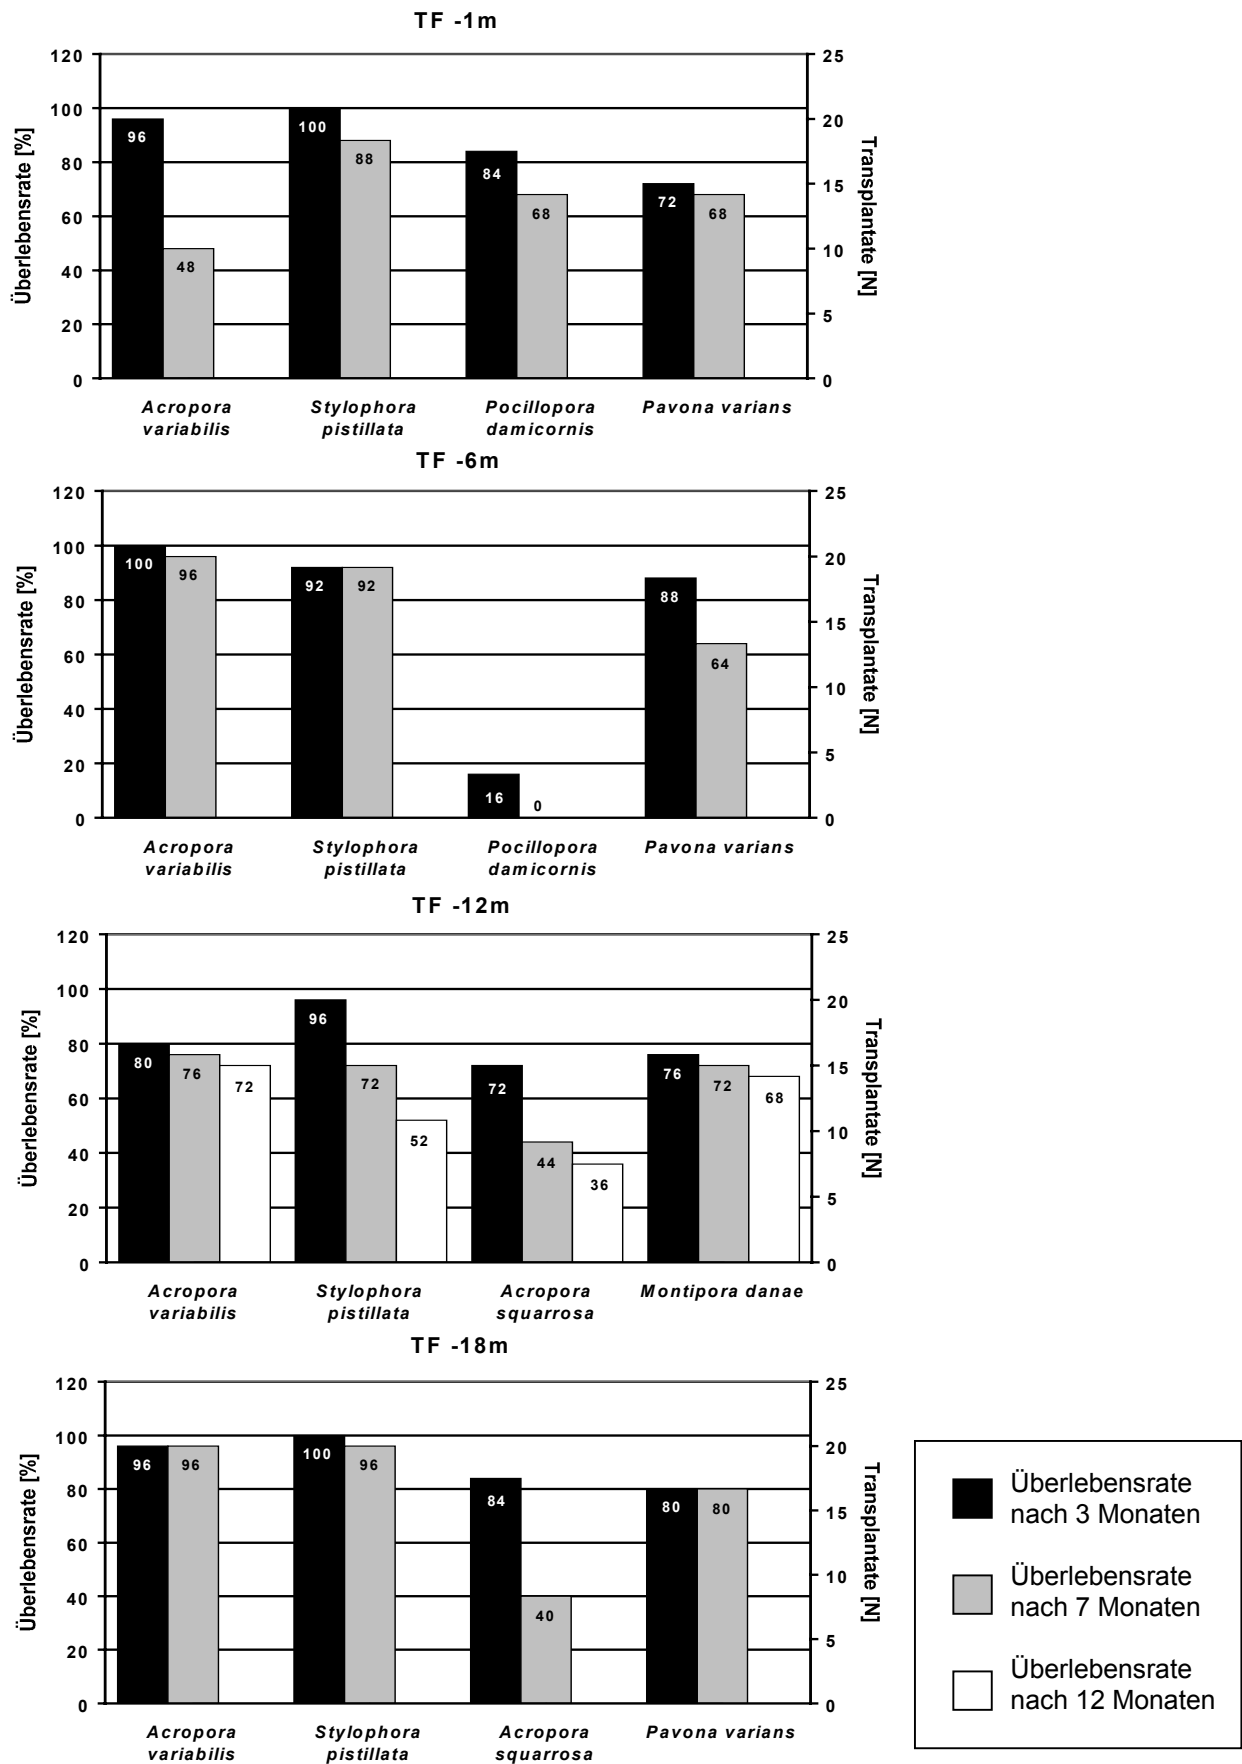 TF -1m
120
100
80
60
40
20
0
Überlebensrate [%]
96
48
100
88
84
68
72
68
25
20
15
10
5
0
Transplantate [N]
Acropora
variabilis
Stylophora
pistillata
Pocillopora
damicornis
Pavona varians
TF -6m
120
100
80
60
40
20
0
Überlebensrate [%]
100
96
92
92
16
0
88
64
25
20
15
10
5
0
Transplantate [N]
Acropora
variabilis
Stylophora
pistillata
Pocillopora
damicornis
Pavona varians
TF -12m
120
100
80
60
40
20
0
Überlebensrate [%]
80
76
72
96
72
52
72
44
36
76
72
68
25
20
15
10
5
0
Transplantate [N]
Acropora
variabilis
Stylophora
pistillata
Acropora
squarrosa
Montipora danae
TF -18m
120
100
80
60
40
20
0
Überlebensrate [%]
96
96
100
96
84
40
80
80
25
20
15
10
5
0
Transplantate [N]
Acropora
variabilis
Stylophora
pistillata
Acropora
squarrosa
Pavona varians
Überlebensrate
nach 3 Monaten
Überlebensrate
nach 7 Monaten
Überlebensrate
nach 12 Monaten